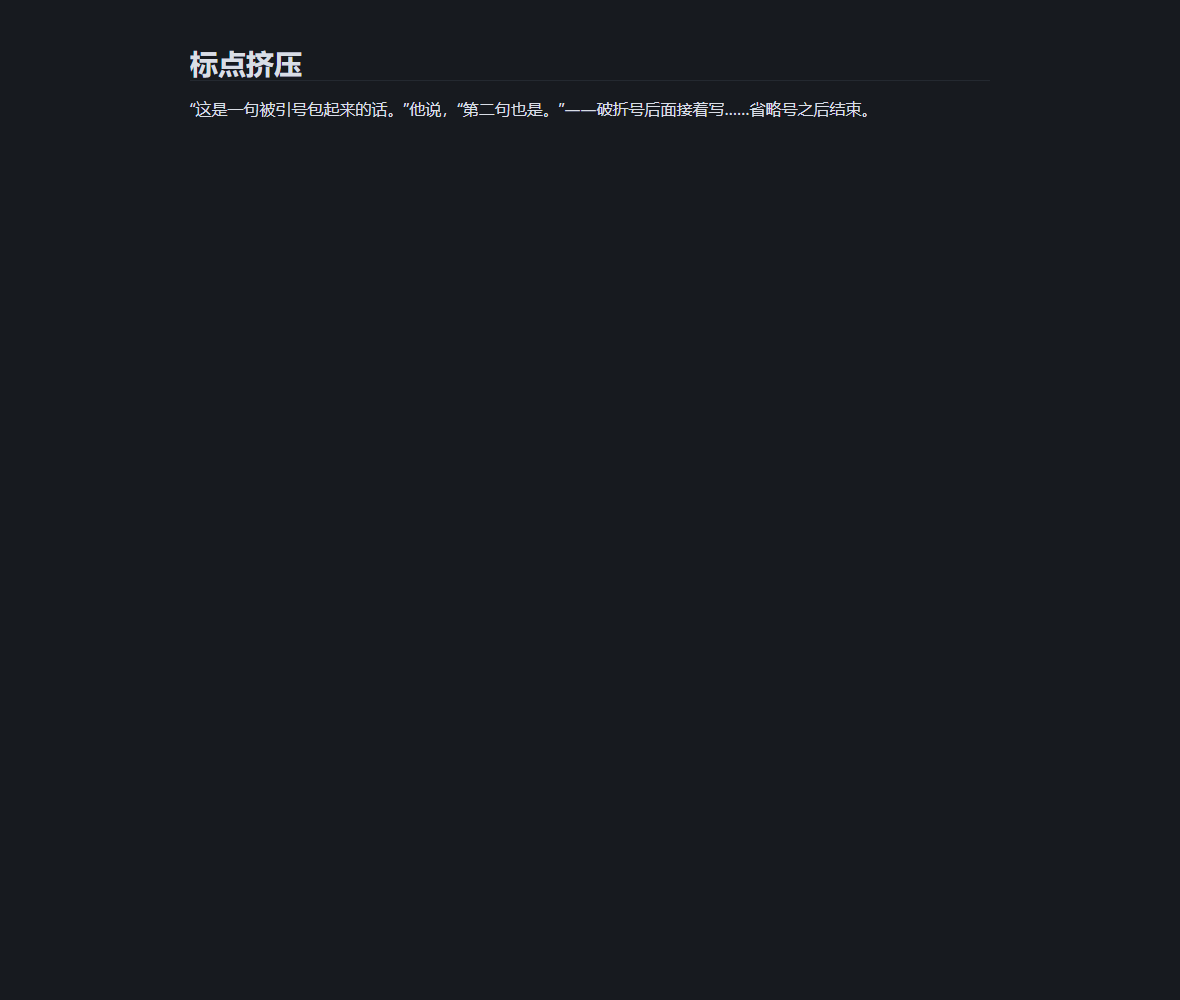 标点挤压
“这是一句被引号包起来的话。”他说，“第二句也是。”——破折号后面接着写……省略号之后结束。